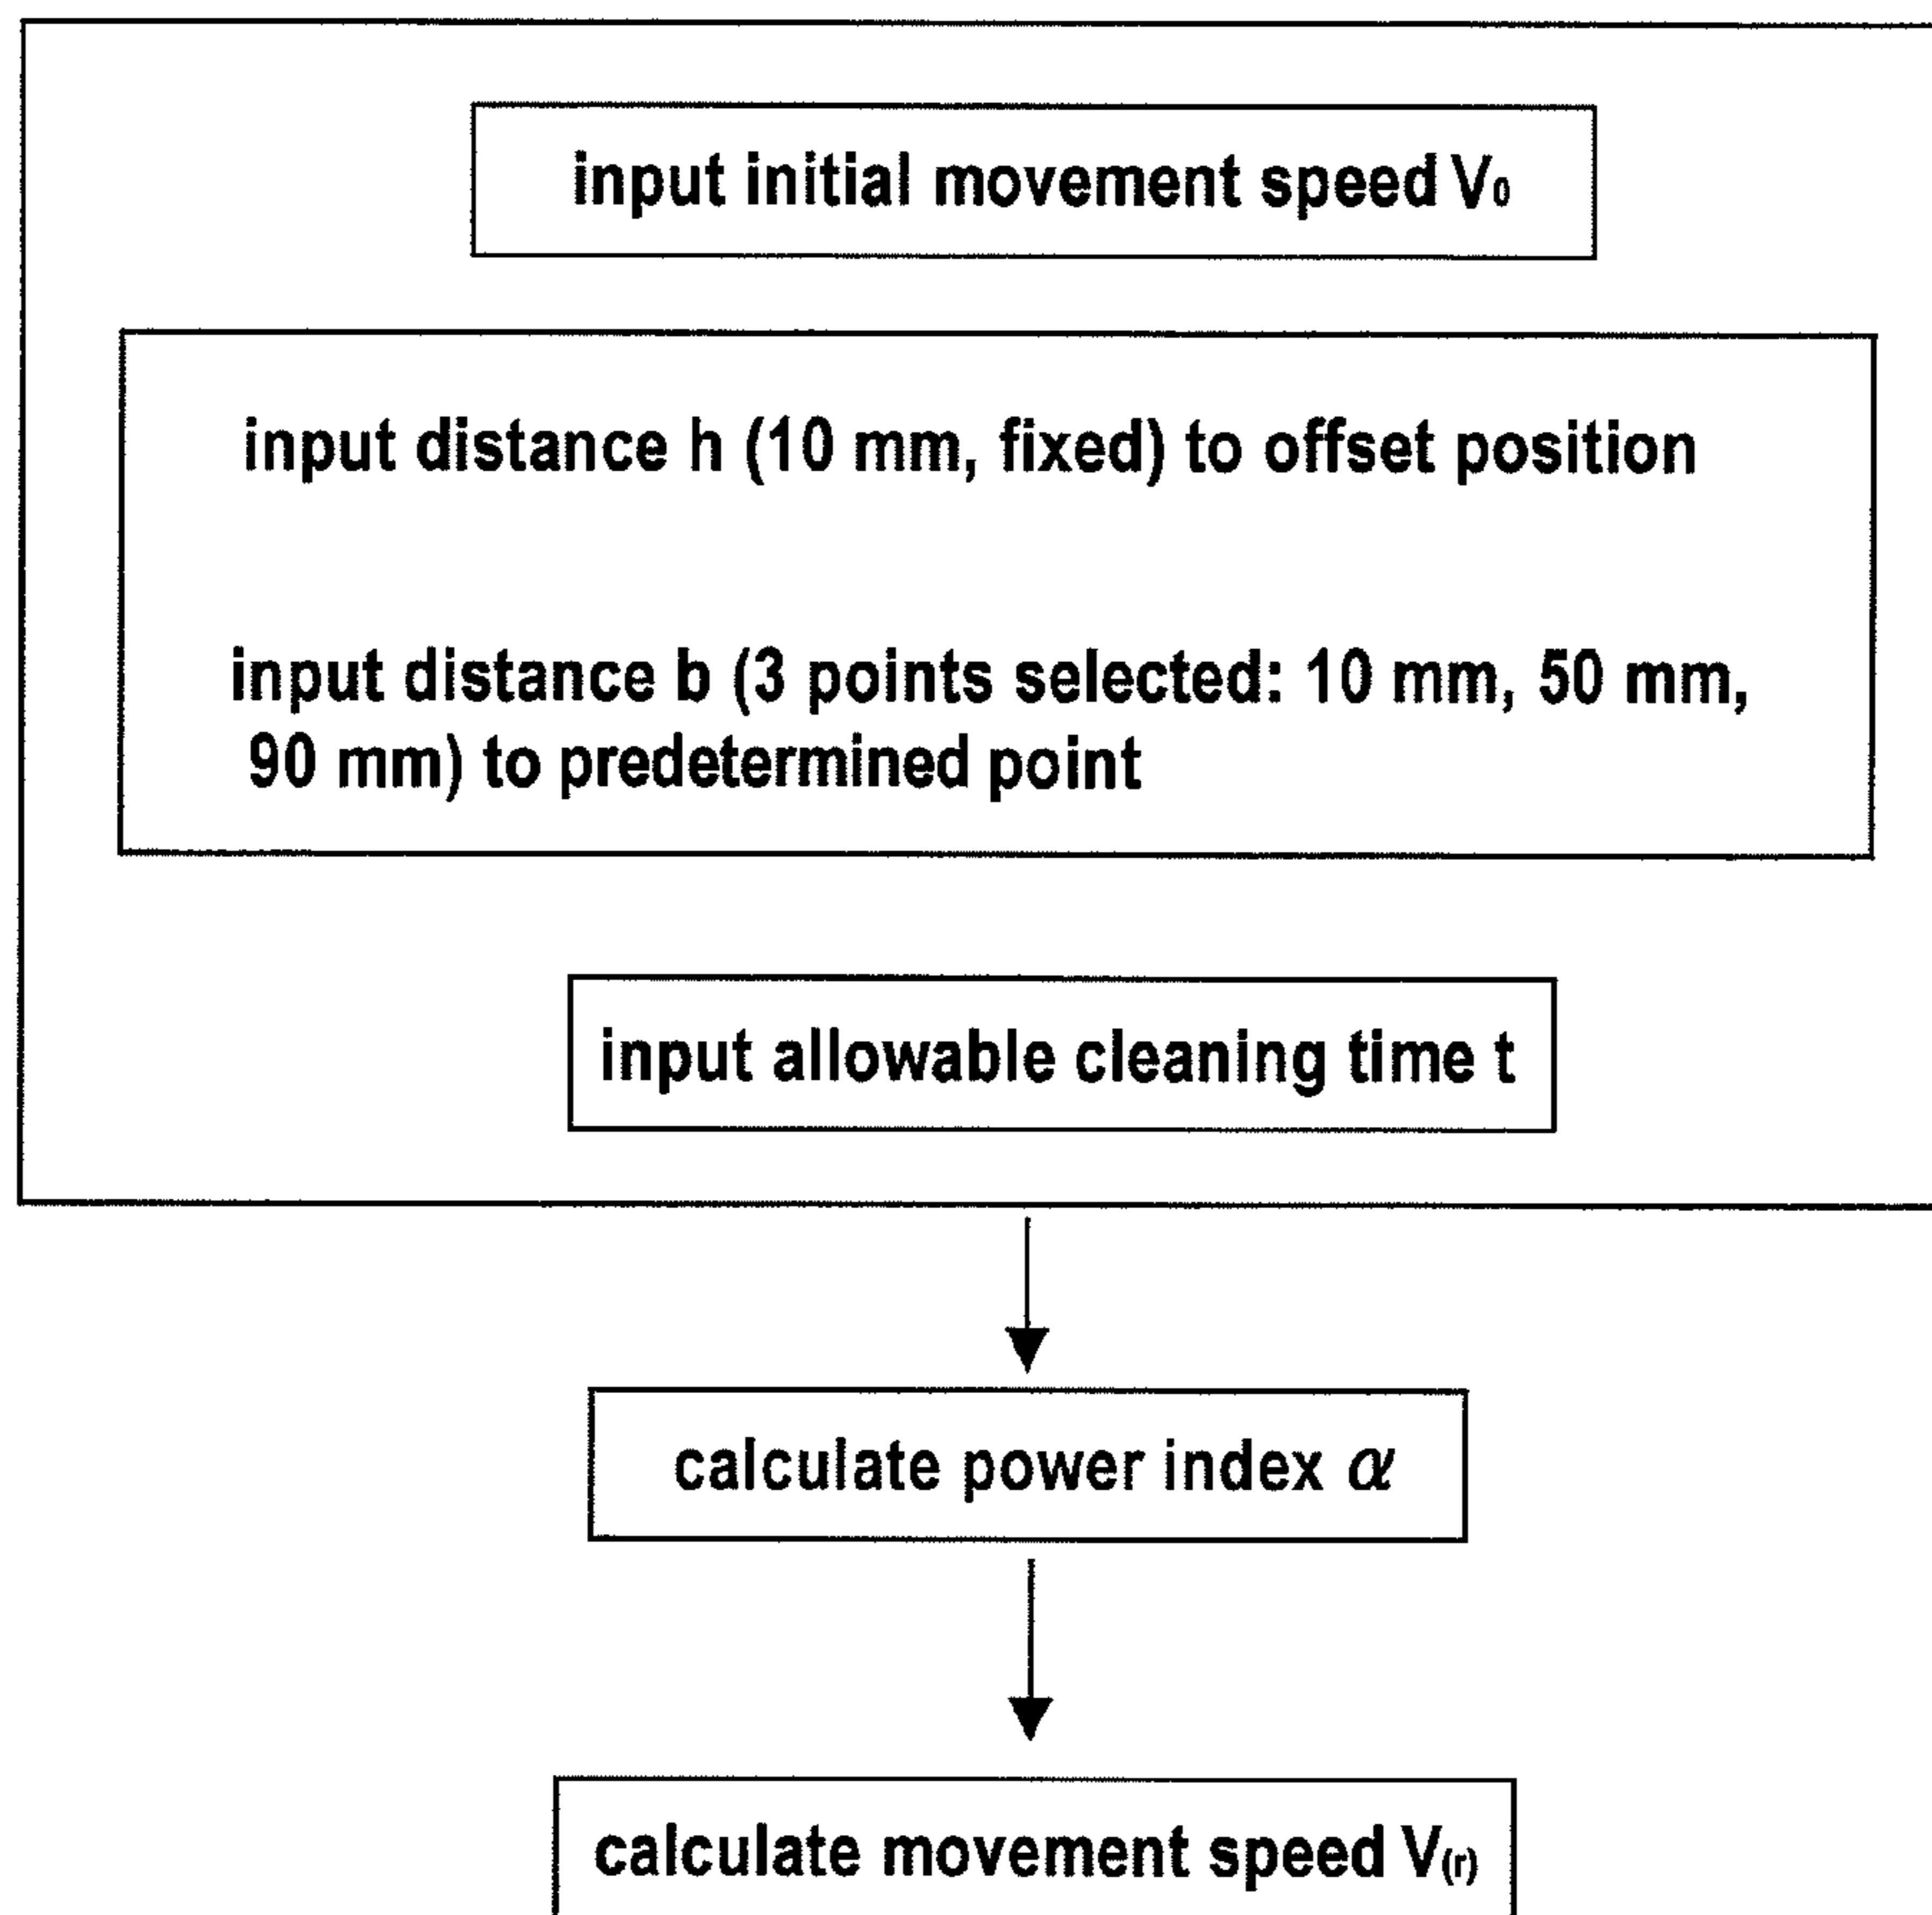 input initial movement speed V₀
input distance h (10 mm, fixed) to offset position
input distance b (3 points selected: 10 mm, 50 mm,
90 mm) to predetermined point
input allowable cleaning time t
calculate power index α
calculate movement speed V₍r₎